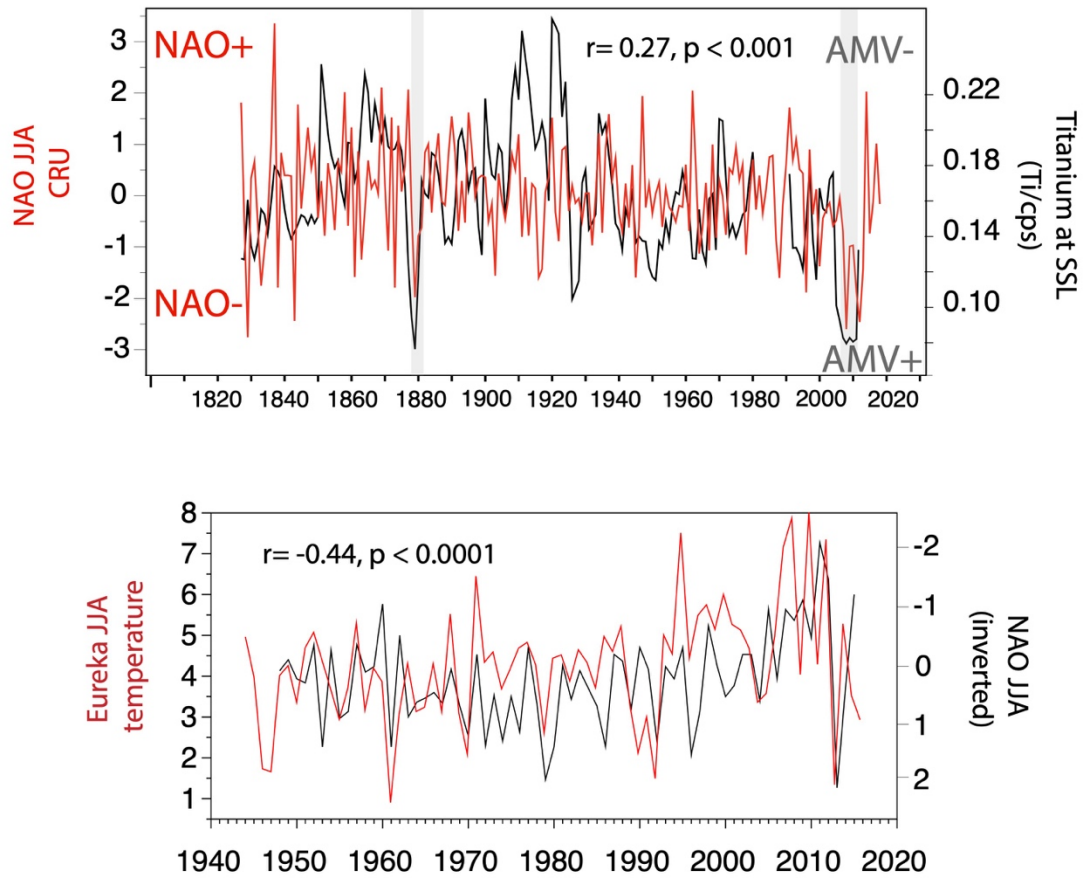 NAO+
r= 0.27, p < 0.001
AMV-
3
2
1
0
-1
-2
-3
NAO JJA
CRU
0.22
0.18
0.14
0.10
Titanium at SSL
(Ti/cps)
NAO-
AMV+
1820 1840 1860 1880 1900 1920 1940 1960 1980 2000 2020
r= -0.44, p < 0.0001
8
7
6
5
4
3
2
1
Eureka JJA
temperature
-2
-1
0
1
2
NAO JJA
(inverted)
1940 1950 1960 1970 1980 1990 2000 2010 2020